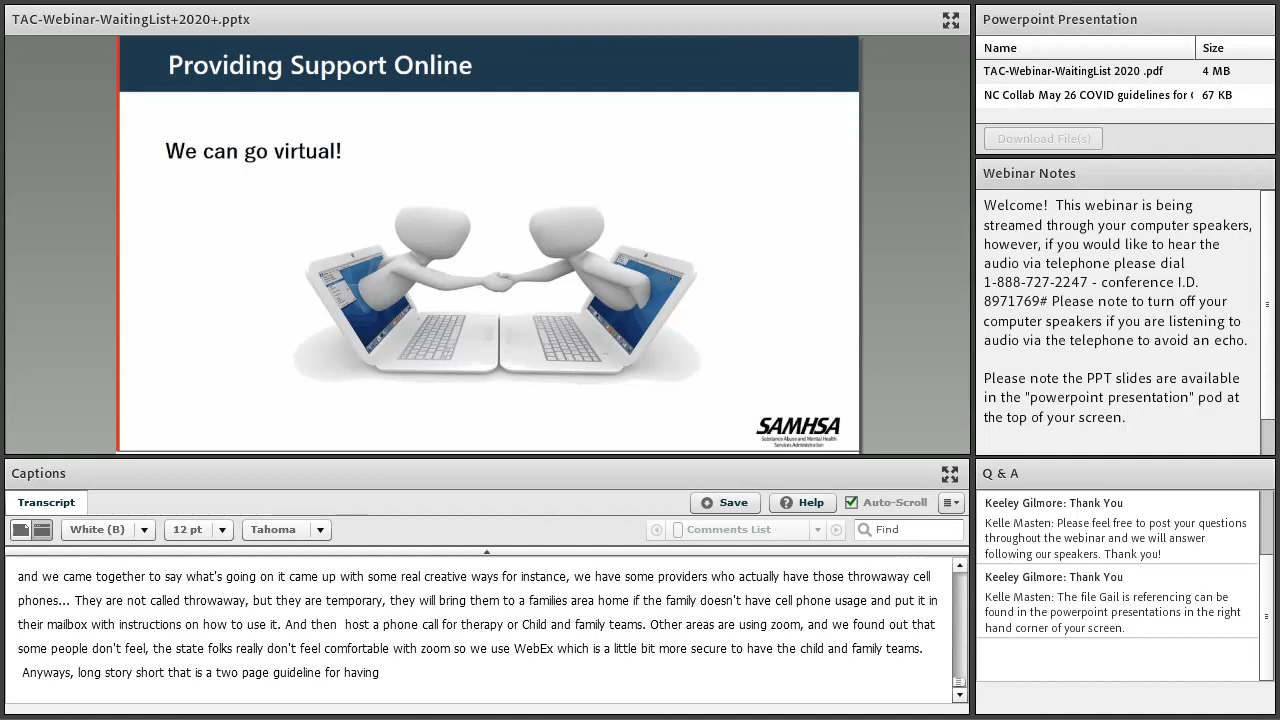 TAC-Webinar-WaitingList+2020+.pptx
Providing Support Online
We can go virtual!
SAMHSA
Substance Abuse and Mental Health
Services Administration
Powerpoint Presentation
Name Size
TAC-Webinar-WaitingList 2020 .pdf 4 MB
NC Collab May 26 COVID guidelines for 67 KB
Download File(s)
Webinar Notes
Welcome! This webinar is being
streamed through your computer speakers,
however, if you would like to hear the
audio via telephone please dial
1-888-727-2247 - conference I.D.
8971769# Please note to turn off your
computer speakers if you are listening to
audio via the telephone to avoid an echo.
Please note the PPT slides are available
in the "powerpoint presentation" pod at
the top of your screen.
Captions
Transcript Save Help Auto-Scroll
White (B) 12 pt Tahoma Comments List Find
and we came together to say what's going it came up with some real creative ways for instance, we have some providers who actually have those throwaway cell
phones... They are not called throwaway, but they are temporary, they will bring them to a families area home if the family doesn't have cell phone usage and put it in
their mailbox with instructions on how to use it. And then host a phone call for therapy or Child and family teams. Other areas are using zoom, and we found out that
some people don't feel, the state folks really don't feel comfortable with zoom so we use WebEx which is a little bit more secure to have the child and family teams.
Anyways, long story short that is a two page guideline for having
Q & A
Keeley Gilmore: Thank You
Kelle Masten: Please feel free to post your questions
throughout the webinar and we will answer
following our speakers. Thank you!
Keeley Gilmore: Thank You
Kelle Masten: The file Gail is referencing can be
found in the powerpoint presentations in the right
hand corner of your screen.